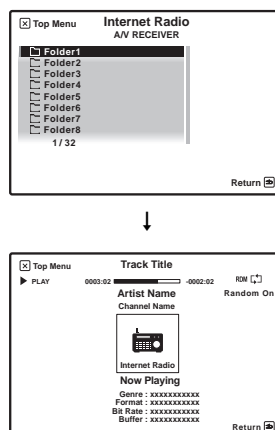 Top Menu
Internet Radio
A/V RECEIVER
Folder1
Folder2
Folder3
Folder4
Folder5
Folder6
Folder7
Folder8
1 / 32
Return
Top Menu
Track Title
PLAY
0003:02
-0002:02
RDM
Random On
Artist Name
Channel Name
Internet Radio
Now Playing
Genre : xxxxxxxxxxx
Format : xxxxxxxxxxx
Bit Rate : xxxxxxxxxxx
Buffer : xxxxxxxxxxx
Return